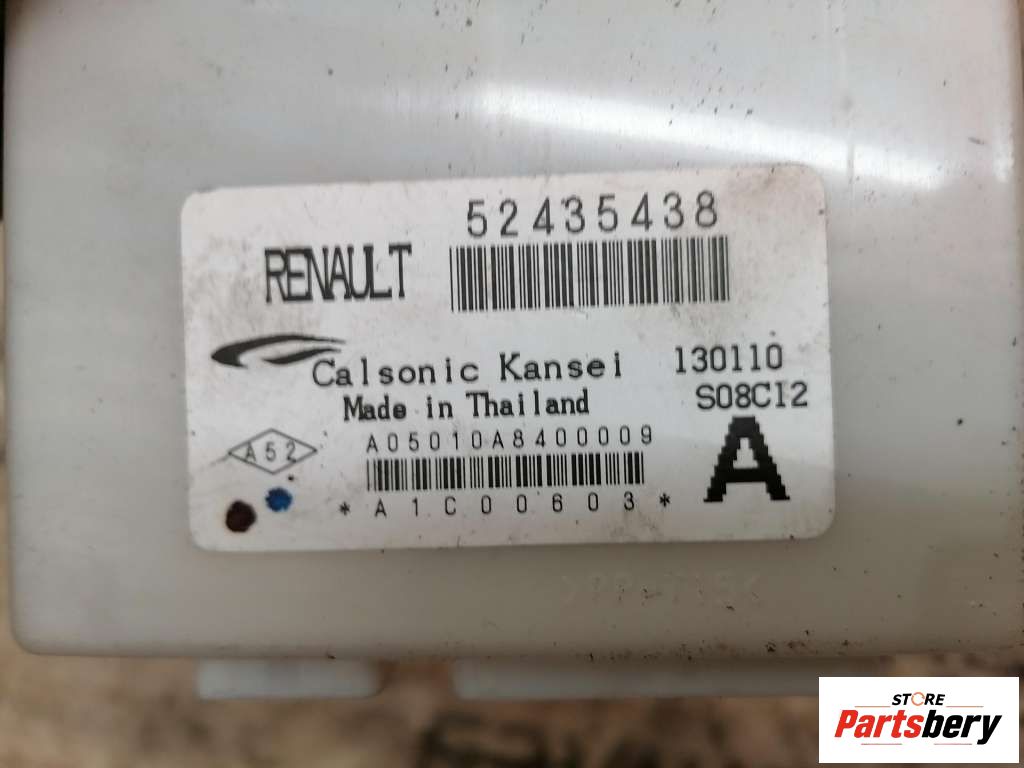 52435438
RENAULT
Calsonic Kansei 130110
Made in Thailand S08C12
A05010A8400009
A52
A
* A1C00603 *
STORE
Partsbery